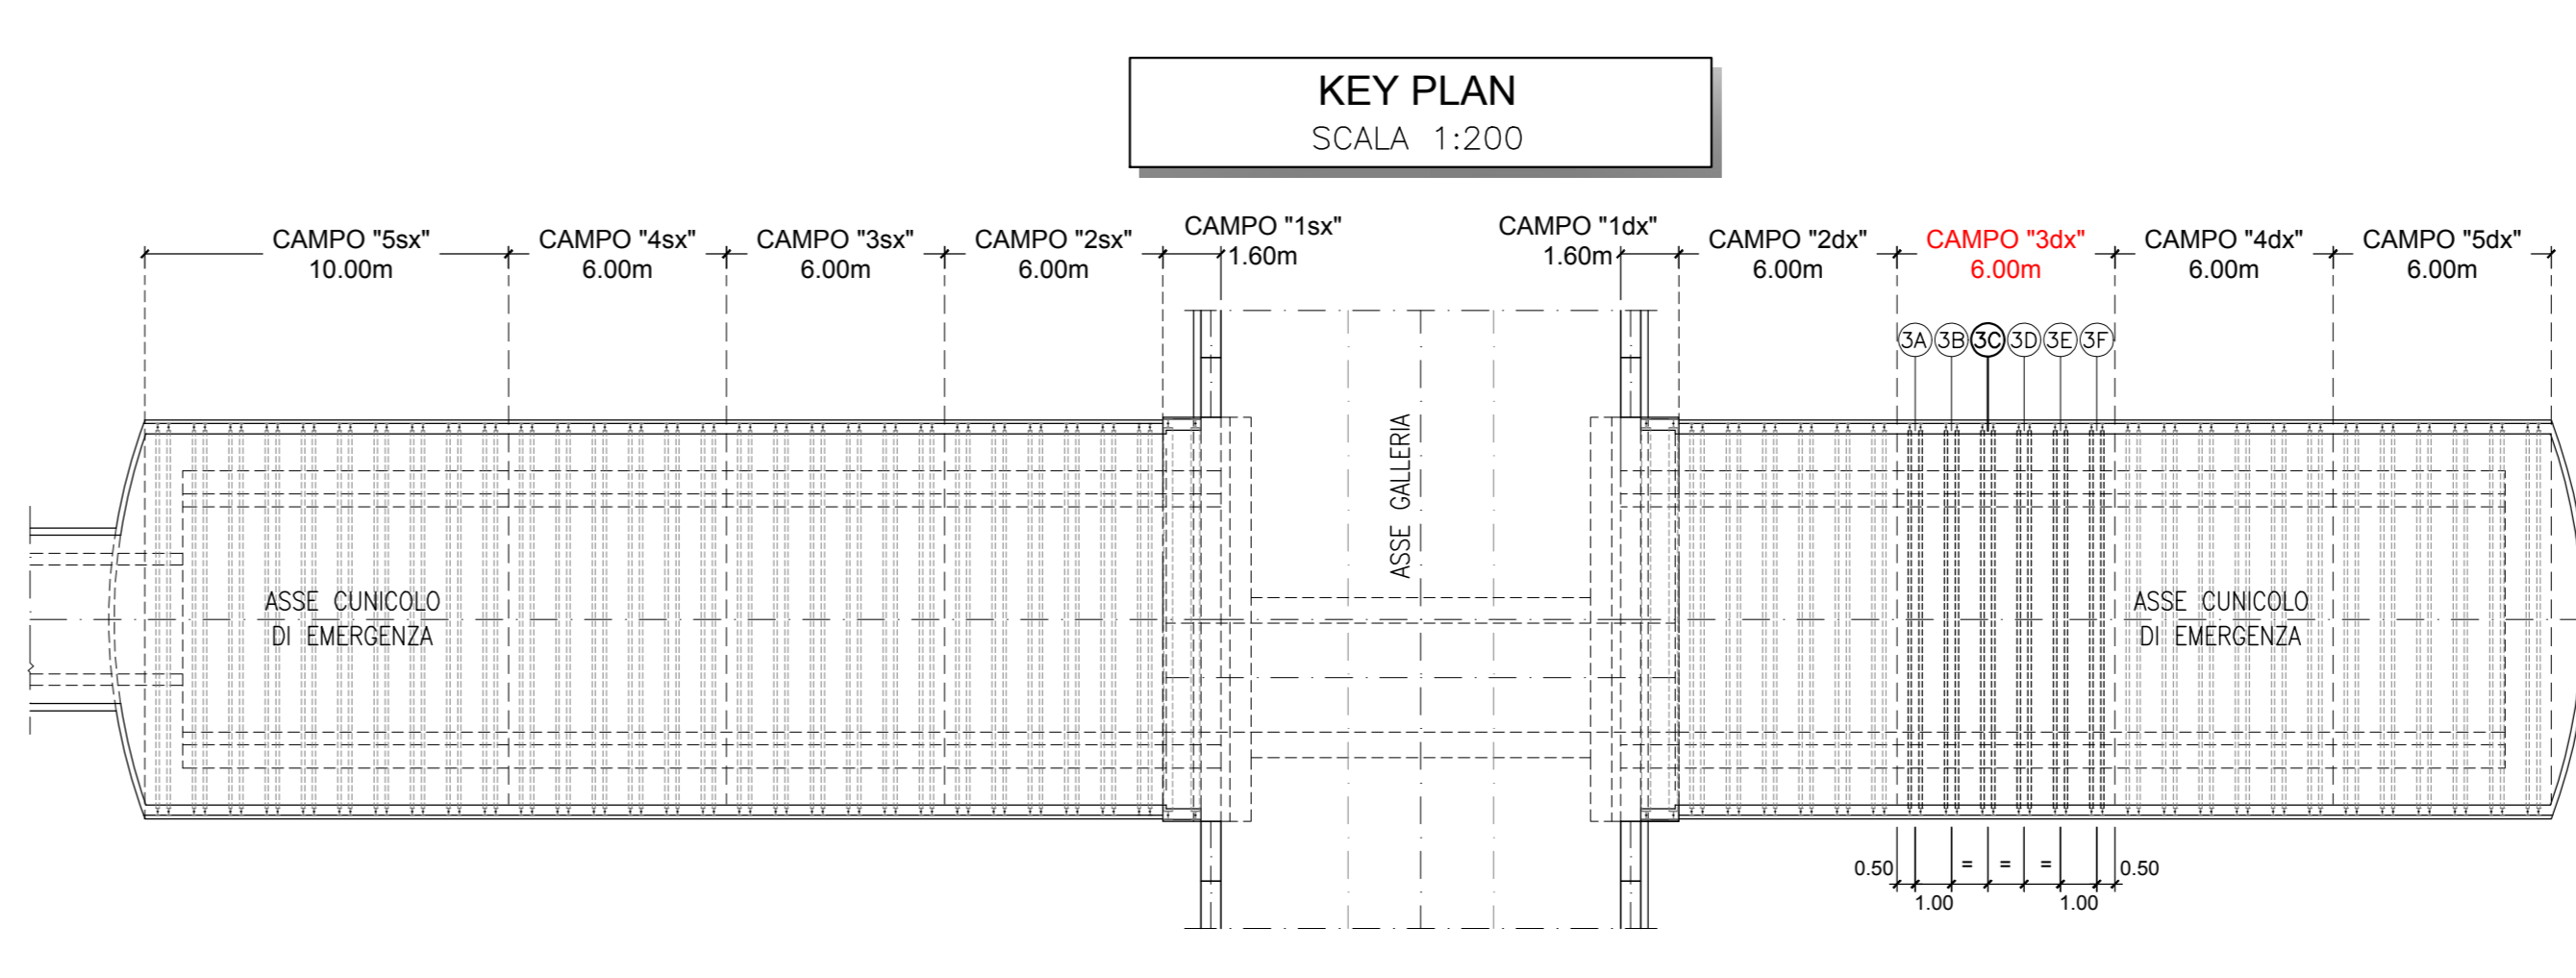 KEY PLAN
SCALA 1:200
CAMPO "5sx"
10.00m
CAMPO "4sx"
6.00m
CAMPO "3sx"
6.00m
CAMPO "2sx"
6.00m
CAMPO "1sx"
1.60m
CAMPO "1dx"
1.60m
CAMPO "2dx"
6.00m
CAMPO "3dx"
6.00m
CAMPO "4dx"
6.00m
CAMPO "5dx"
6.00m
3A 3B 3C 3D 3E 3F
ASSE GALLERIA
ASSE CUNICOLO
DI EMERGENZA
ASSE CUNICOLO
DI EMERGENZA
0.50 = = = 0.50
1.00 1.00